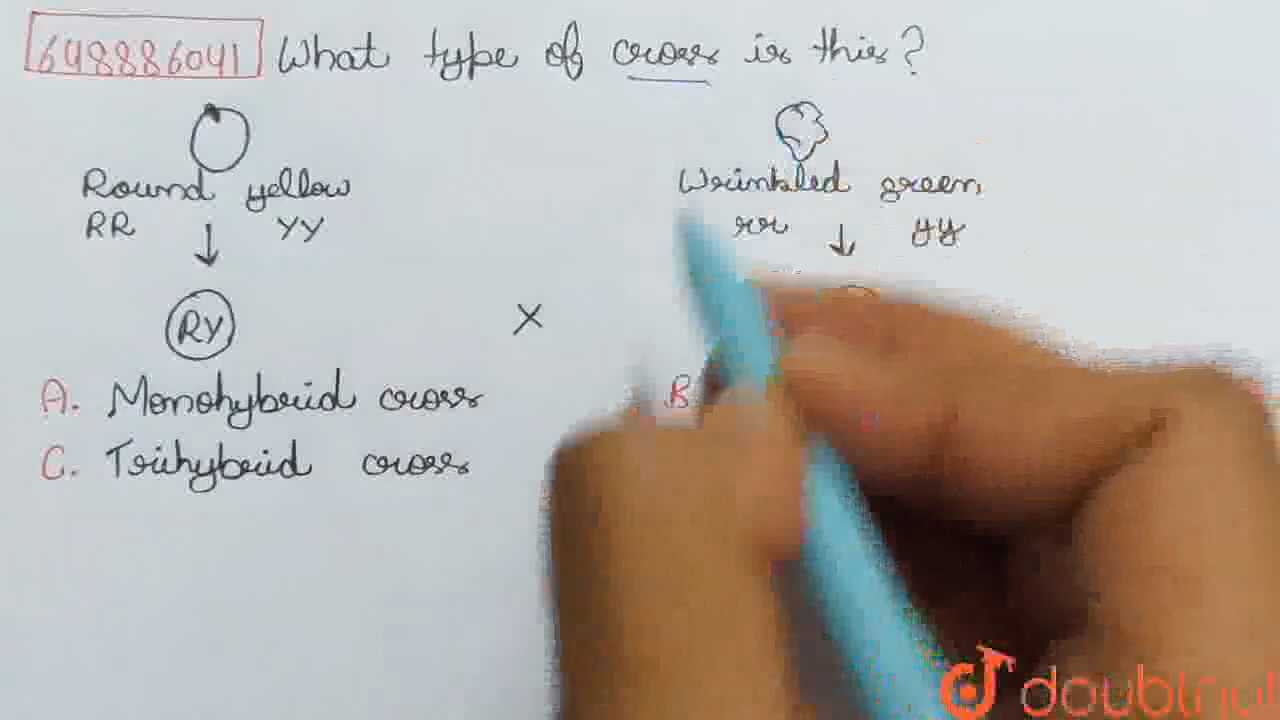 648886041 What type of cross is this?
Round yellow Wrinkled green
RR YY rr yy
RY ×
A. Monohybrid cross B
C. Trihybrid cross
doubtnut